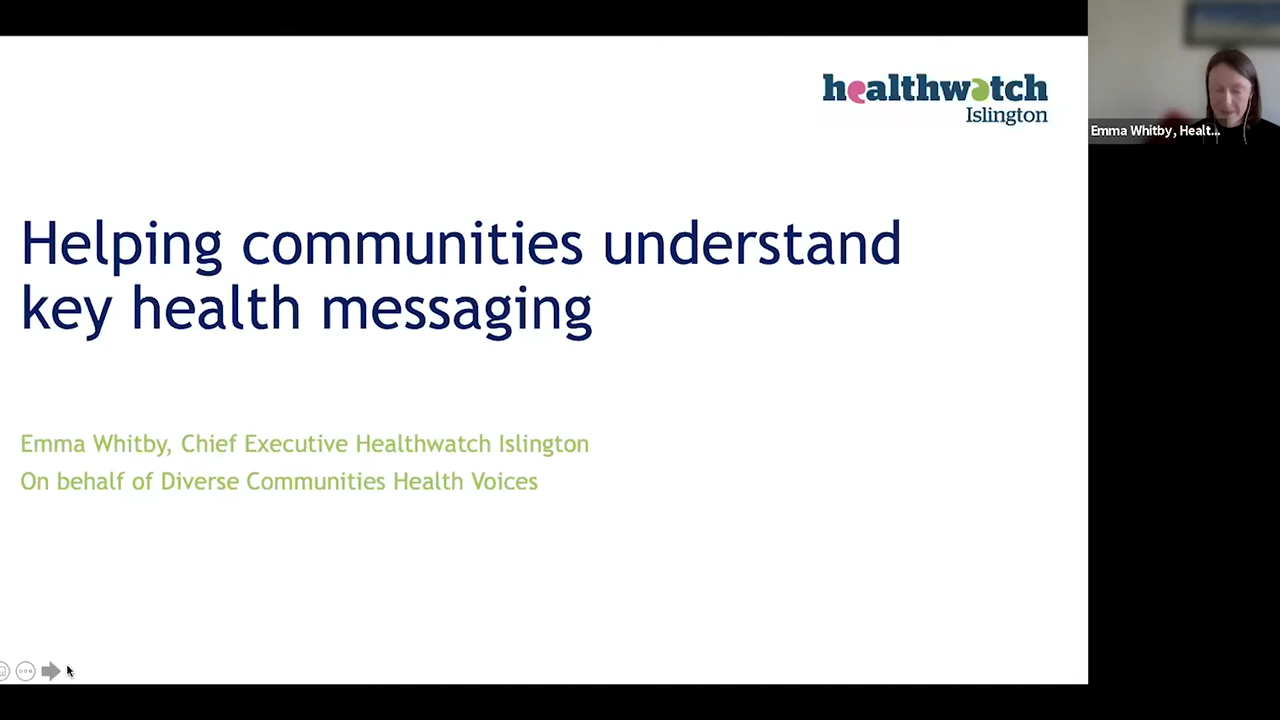 healthwatch
Islington
Emma Whitby, Healt...
Helping communities understand
key health messaging
Emma Whitby, Chief Executive Healthwatch Islington
On behalf of Diverse Communities Health Voices